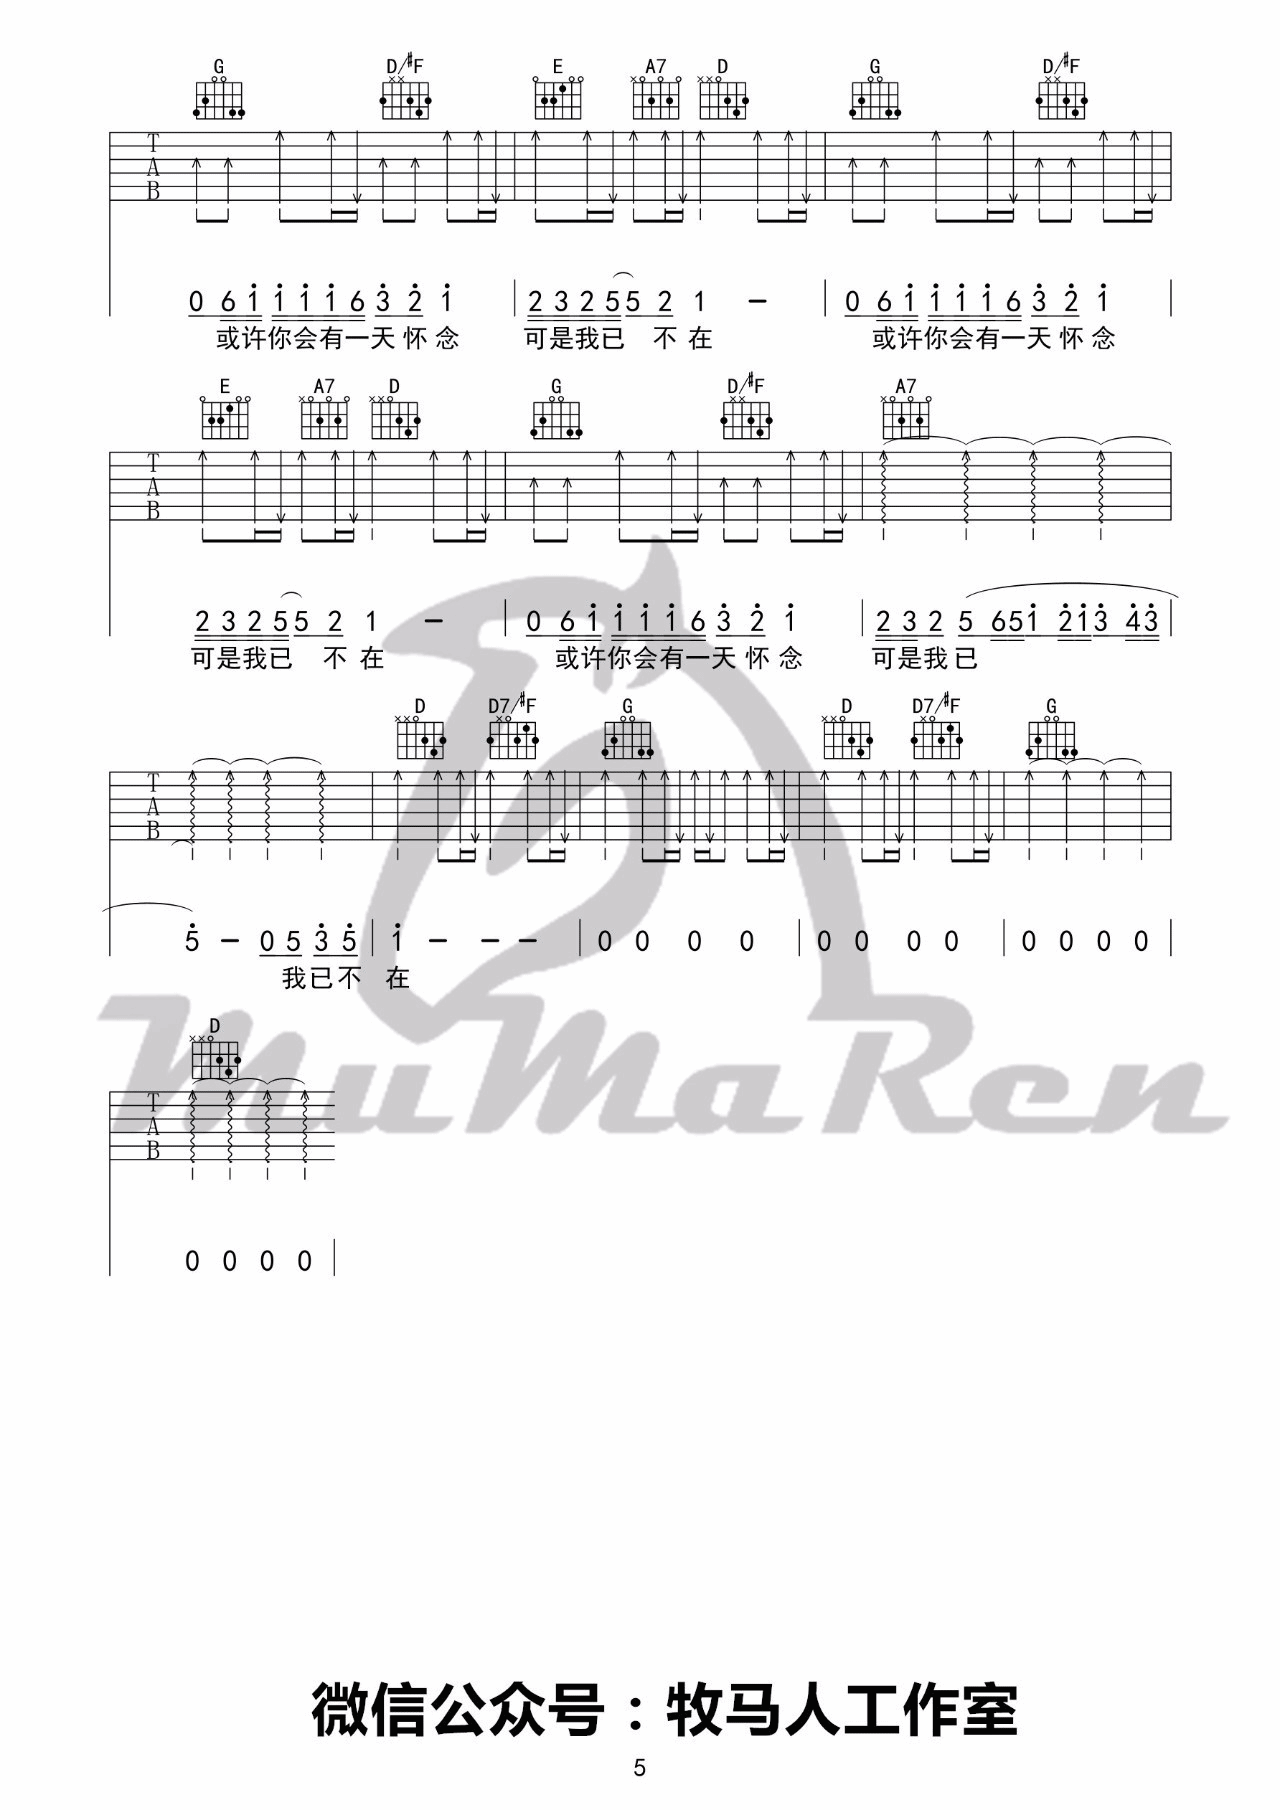 G D/#F E A7 D G D/#F
T
A
B
0 6 1 1 1 1 6 3 2 1 | 2 3 2 5 5 2 1 – | 0 6 1 1 1 1 6 3 2 1 |
或许你会有一天怀念 可是我已 不在 或许你会有一天怀念
E A7 D G D/#F A7
T
A
B
2 3 2 5 5 2 1 – | 0 6 1 1 1 1 6 3 2 1 | 2 3 2 5 6 5 1 2 1 3 4 3 |
可是我已 不在 或许你会有一天怀念 可是我已
D D7/#F G D D7/#F G
T
A
B
5 – 0 5 3 5 | 1 – – – | 0 0 0 0 | 0 0 0 0 | 0 0 0 0 |
我已不 在
D
MuMaRen
T
A
B
0 0 0 0 |
微信公众号：牧马人工作室
5